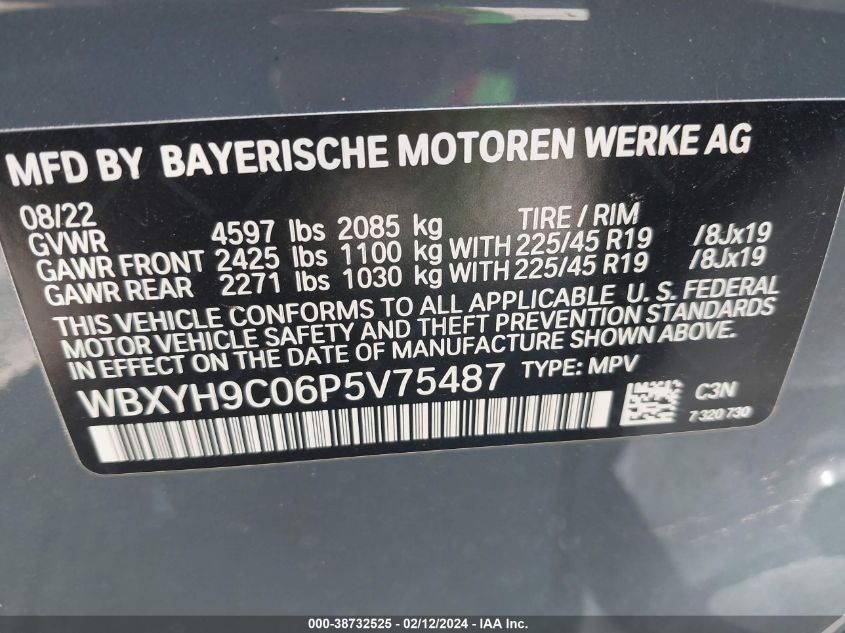 MFD BY BAYERISCHE MOTOREN WERKE AG
08/22 TIRE / RIM
GVWR 4597 lbs 2085 kg
GAWR FRONT 2425 lbs 1100 kg WITH 225/45 R19 /8Jx19
GAWR REAR 2271 lbs 1030 kg WITH 225/45 R19 /8Jx19
THIS VEHICLE CONFORMS TO ALL APPLICABLE U. S. FEDERAL
MOTOR VEHICLE SAFETY AND THEFT PREVENTION STANDARDS
IN EFFECT ON THE DATE OF MANUFACTURE SHOWN ABOVE.
WBXYH9C06P5V75487 TYPE: MPV
C3N
7 320 730
000-38732525 - 02/12/2024 - IAA Inc.